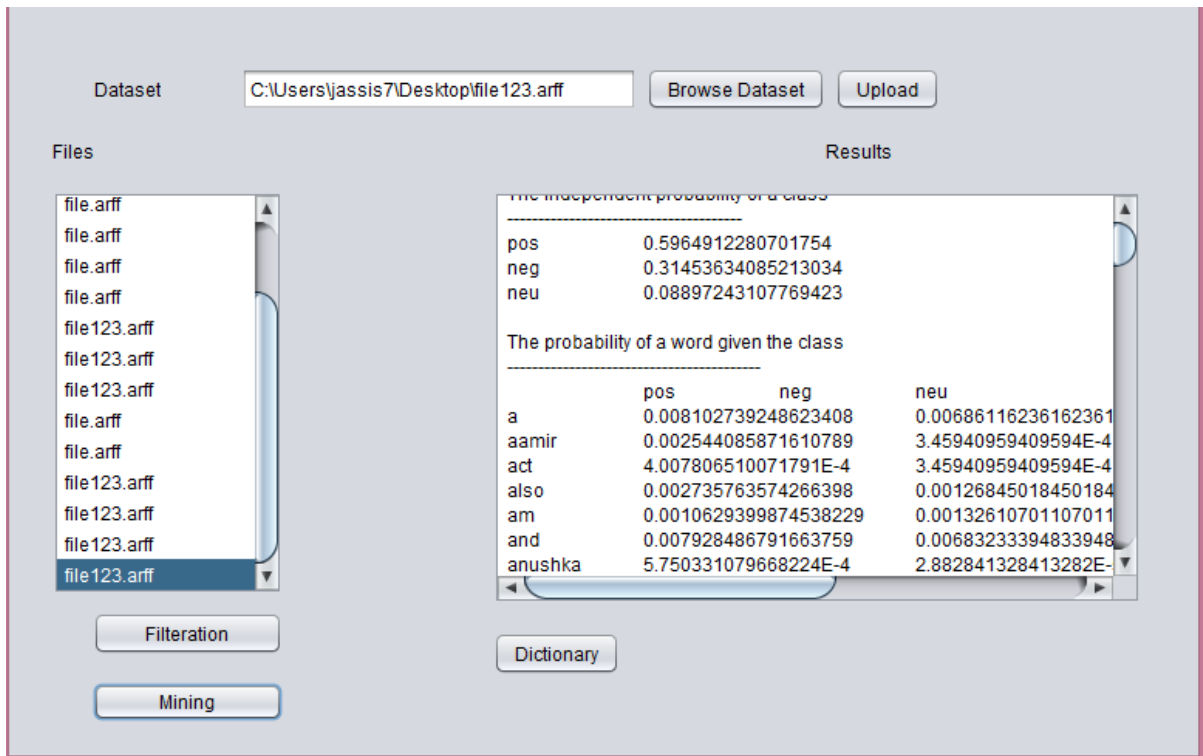 Dataset C:\Users\jassis7\Desktop\file123.arff Browse Dataset Upload
Files
Results
file.arff
file.arff
file.arff
file.arff
file123.arff
file123.arff
file123.arff
file.arff
file.arff
file123.arff
file123.arff
file123.arff
file123.arff
Filteration
Mining
The independent probability of a class
--------------------------------------
pos 0.5964912280701754
neg 0.31453634085213034
neu 0.08897243107769423
The probability of a word given the class
-----------------------------------------
pos neg neu
a 0.008102739248623408 0.00686116236162361
aamir 0.002544085871610789 3.45940959409594E-4
act 4.007806510071791E-4 3.45940959409594E-4
also 0.002735763574266398 0.00126845018450184
am 0.0010629399874538229 0.00132610701107011
and 0.007928486791663759 0.00683233394833948
anushka 5.750331079668224E-4 2.882841328413282E-
Dictionary